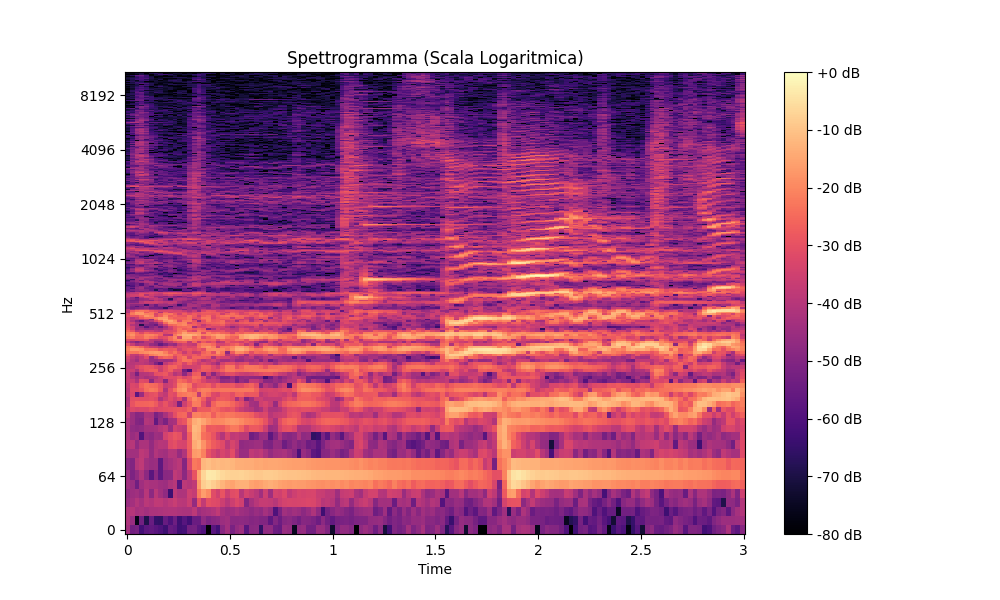 Spettrogramma (Scala Logaritmica)
Hz
8192
4096
2048
1024
512
256
128
64
0
0
0.5
1
1.5
2
2.5
3
Time
+0 dB
-10 dB
-20 dB
-30 dB
-40 dB
-50 dB
-60 dB
-70 dB
-80 dB